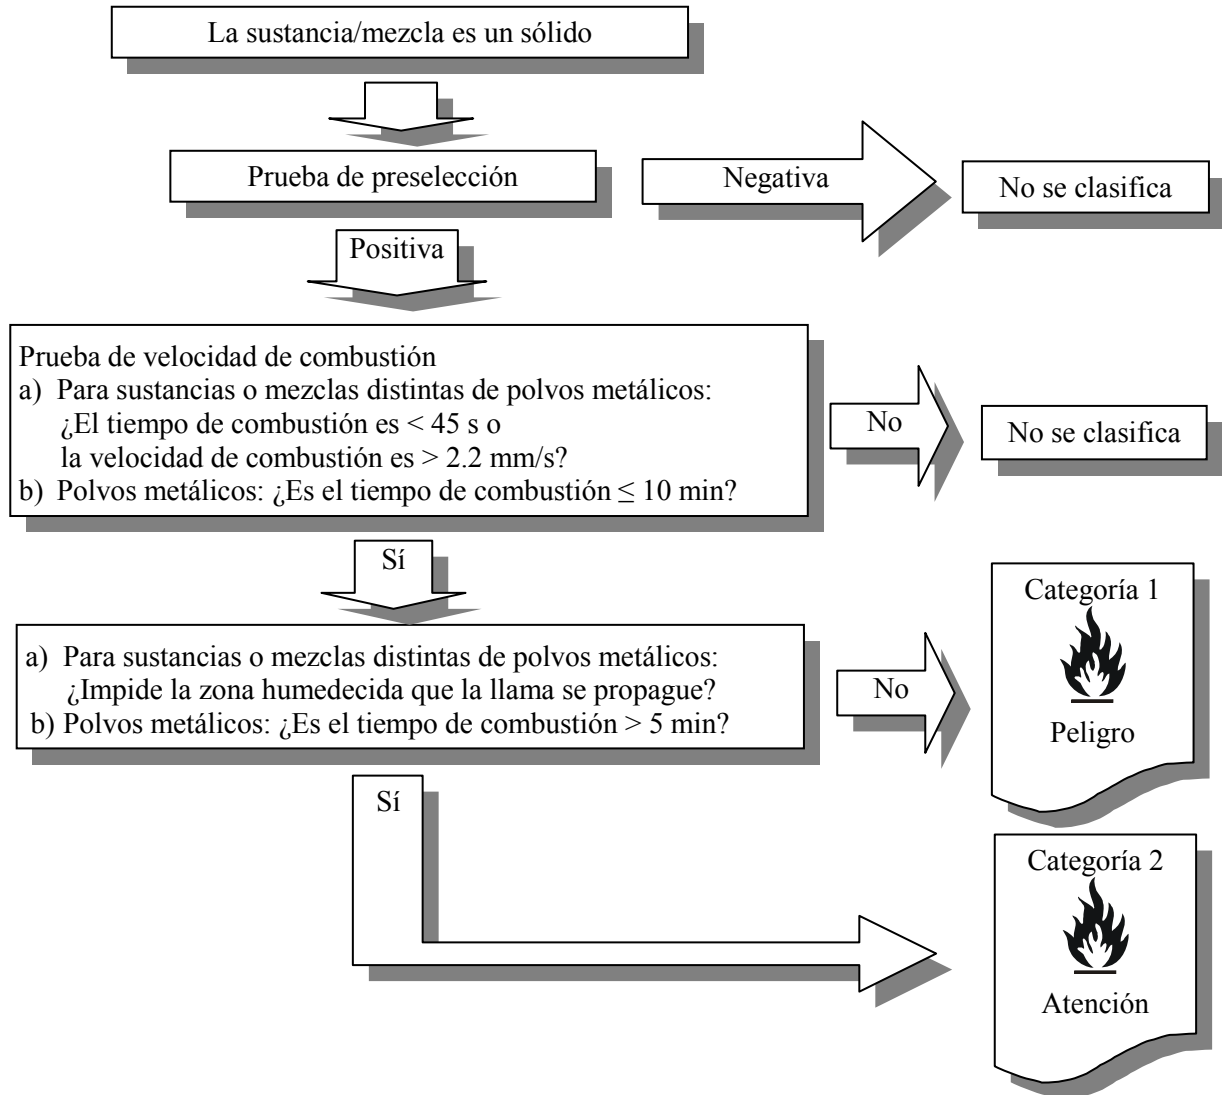 La sustancia/mezcla es un sólido
Prueba de preselección
Negativa
No se clasifica
Positiva
Prueba de velocidad de combustión
a) Para sustancias o mezclas distintas de polvos metálicos:
¿El tiempo de combustión es < 45 s o
la velocidad de combustión es > 2.2 mm/s?
b) Polvos metálicos: ¿Es el tiempo de combustión ≤ 10 min?
No
No se clasifica
Sí
a) Para sustancias o mezclas distintas de polvos metálicos:
¿Impide la zona humedecida que la llama se propague?
b) Polvos metálicos: ¿Es el tiempo de combustión > 5 min?
No
Categoría 1
Peligro
Sí
Categoría 2
Atención